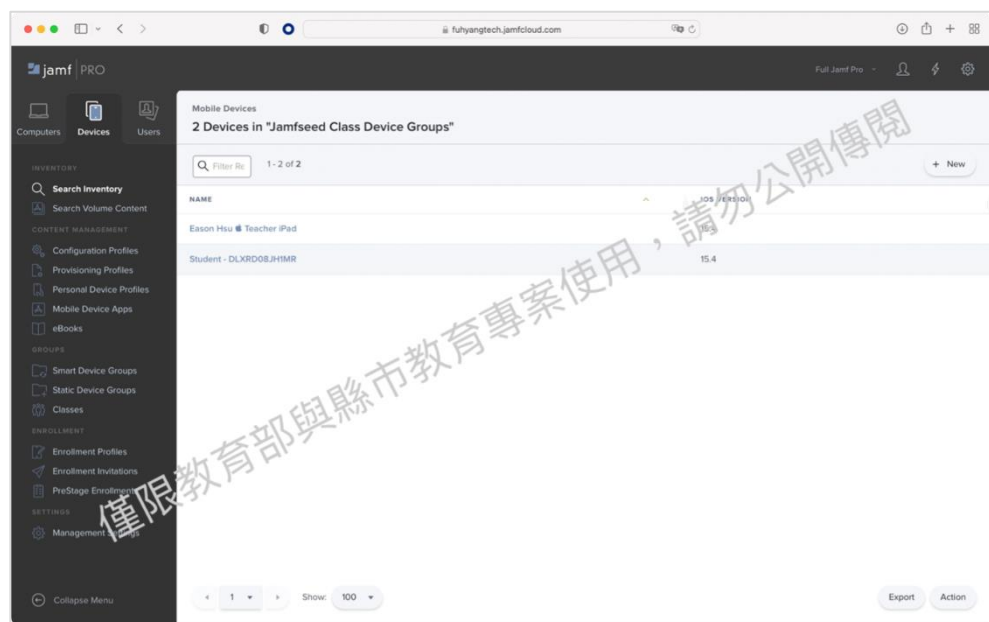 fuhyangtech.jamfcloud.com
jamf PRO
Full Jamf Pro
Computers
Devices
Users
Mobile Devices
2 Devices in "Jamfseed Class Device Groups"
1 - 2 of 2
+ New
INVENTORY
Search Inventory
Search Volume Content
CONTENT MANAGEMENT
Configuration Profiles
Provisioning Profiles
Personal Device Profiles
Mobile Device Apps
eBooks
GROUPS
Smart Device Groups
Static Device Groups
Classes
ENROLLMENT
Enrollment Profiles
Enrollment Invitations
PreStage Enrollments
SETTINGS
Management Settings
Collapse Menu
NAME
IOS VERSION
Eason Hsu  Teacher iPad
Student - DLXRD08JH1MR
15.4
1
Show: 100
Export
Action
僅限教育部與縣市教育專案使用，請勿公開傳閱